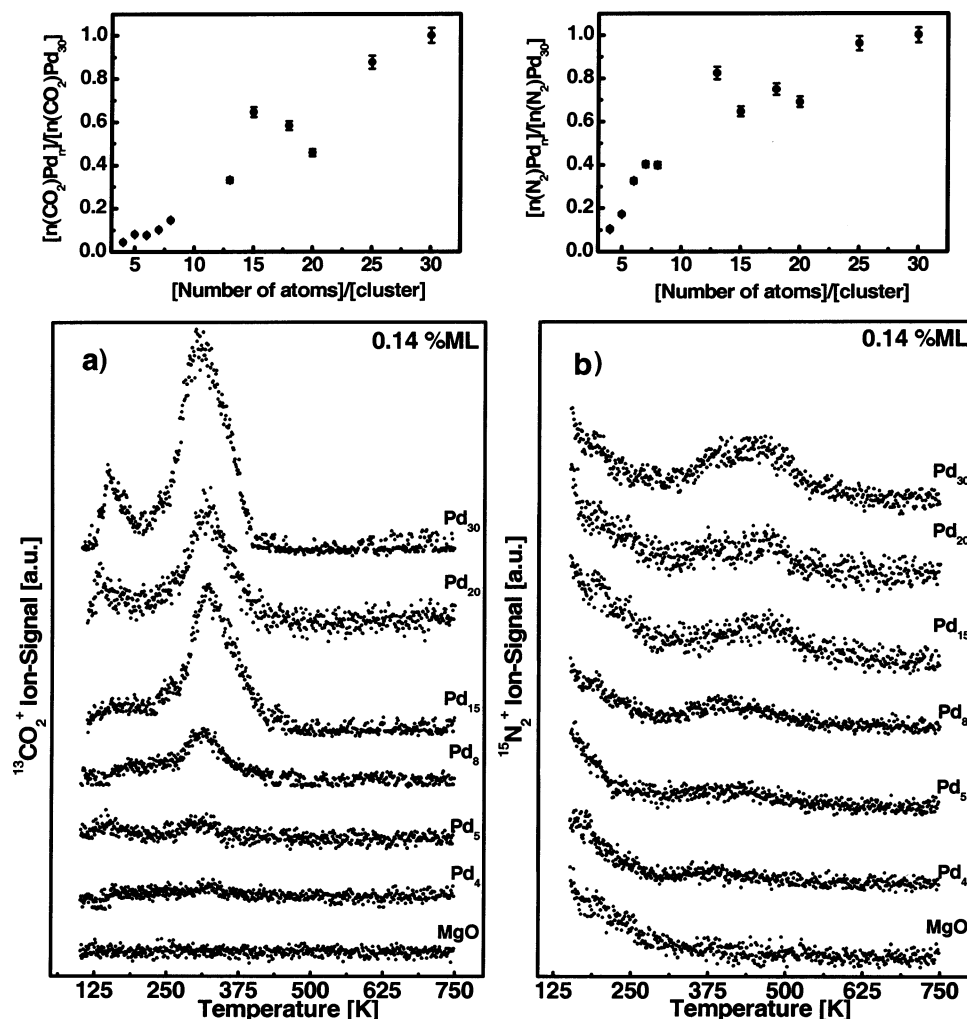 [n(CO₂)Pdₙ]/[n(CO₂)Pd₃₀]
1.0
0.8
0.6
0.4
0.2
0.0
5 10 15 20 25 30
[Number of atoms]/[cluster]
[n(N₂)Pdₙ]/[n(N₂)Pd₃₀]
1.0
0.8
0.6
0.4
0.2
0.0
5 10 15 20 25 30
[Number of atoms]/[cluster]
a)
0.14 %ML
¹³CO₂⁺ Ion-Signal [a.u.]
Pd₃₀
Pd₂₀
Pd₁₅
Pd₈
Pd₅
Pd₄
MgO
125 250 375 500 625 750
Temperature [K]
b)
0.14 %ML
¹⁵N₂⁺ Ion-Signal [a.u.]
Pd₃₀
Pd₂₀
Pd₁₅
Pd₈
Pd₅
Pd₄
MgO
125 250 375 500 625 750
Temperature [K]